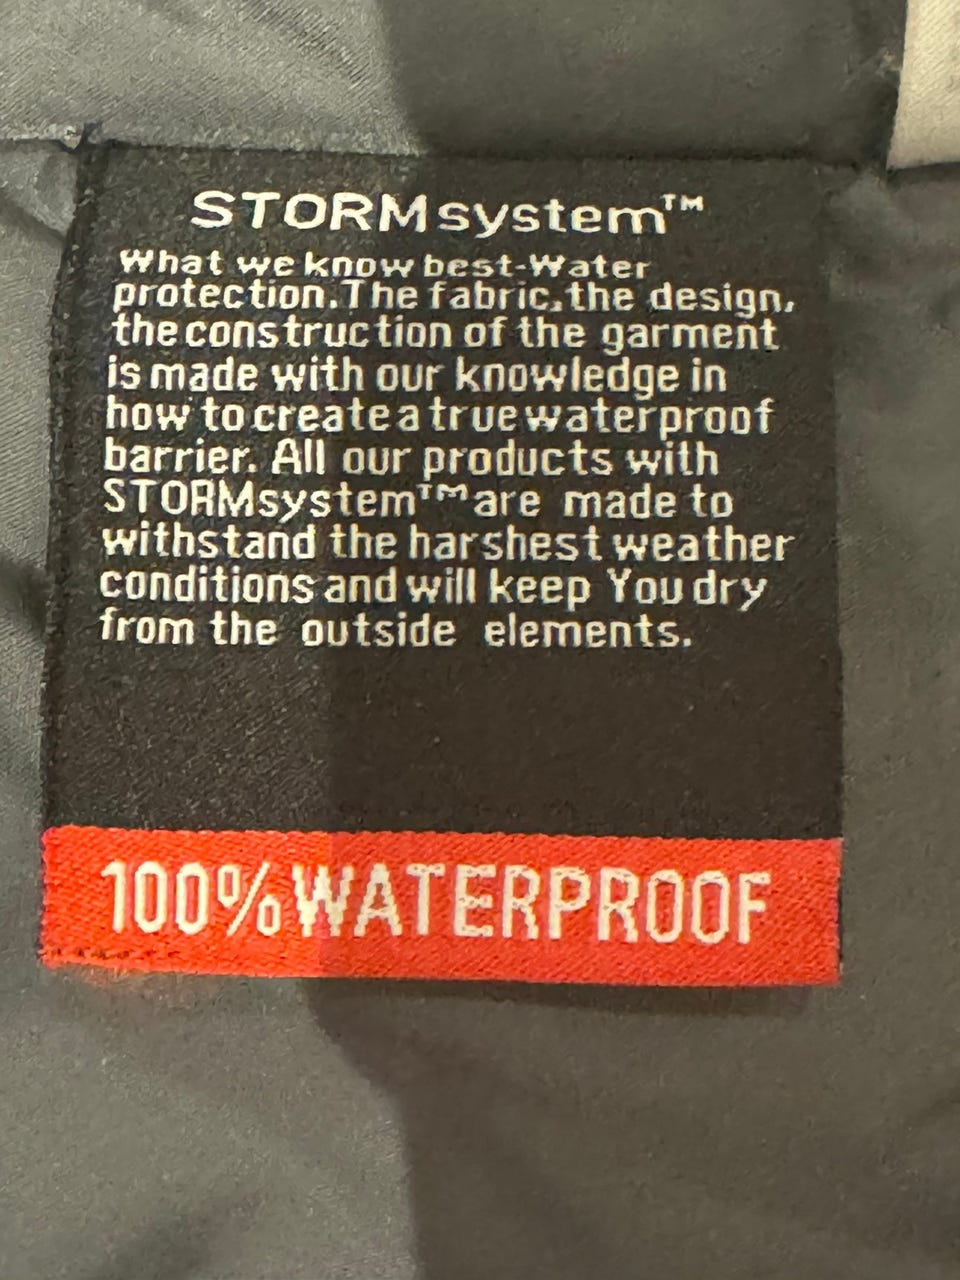 STORMsystem™
What we know best-Water
protection.The fabric,the design,
the construction of the garment
is made with our knowledge in
how to create a true waterproof
barrier. All our products with
STORMsystem™are made to
withstand the harshest weather
conditions and will keep You dry
from the outside elements.
100%WATERPROOF